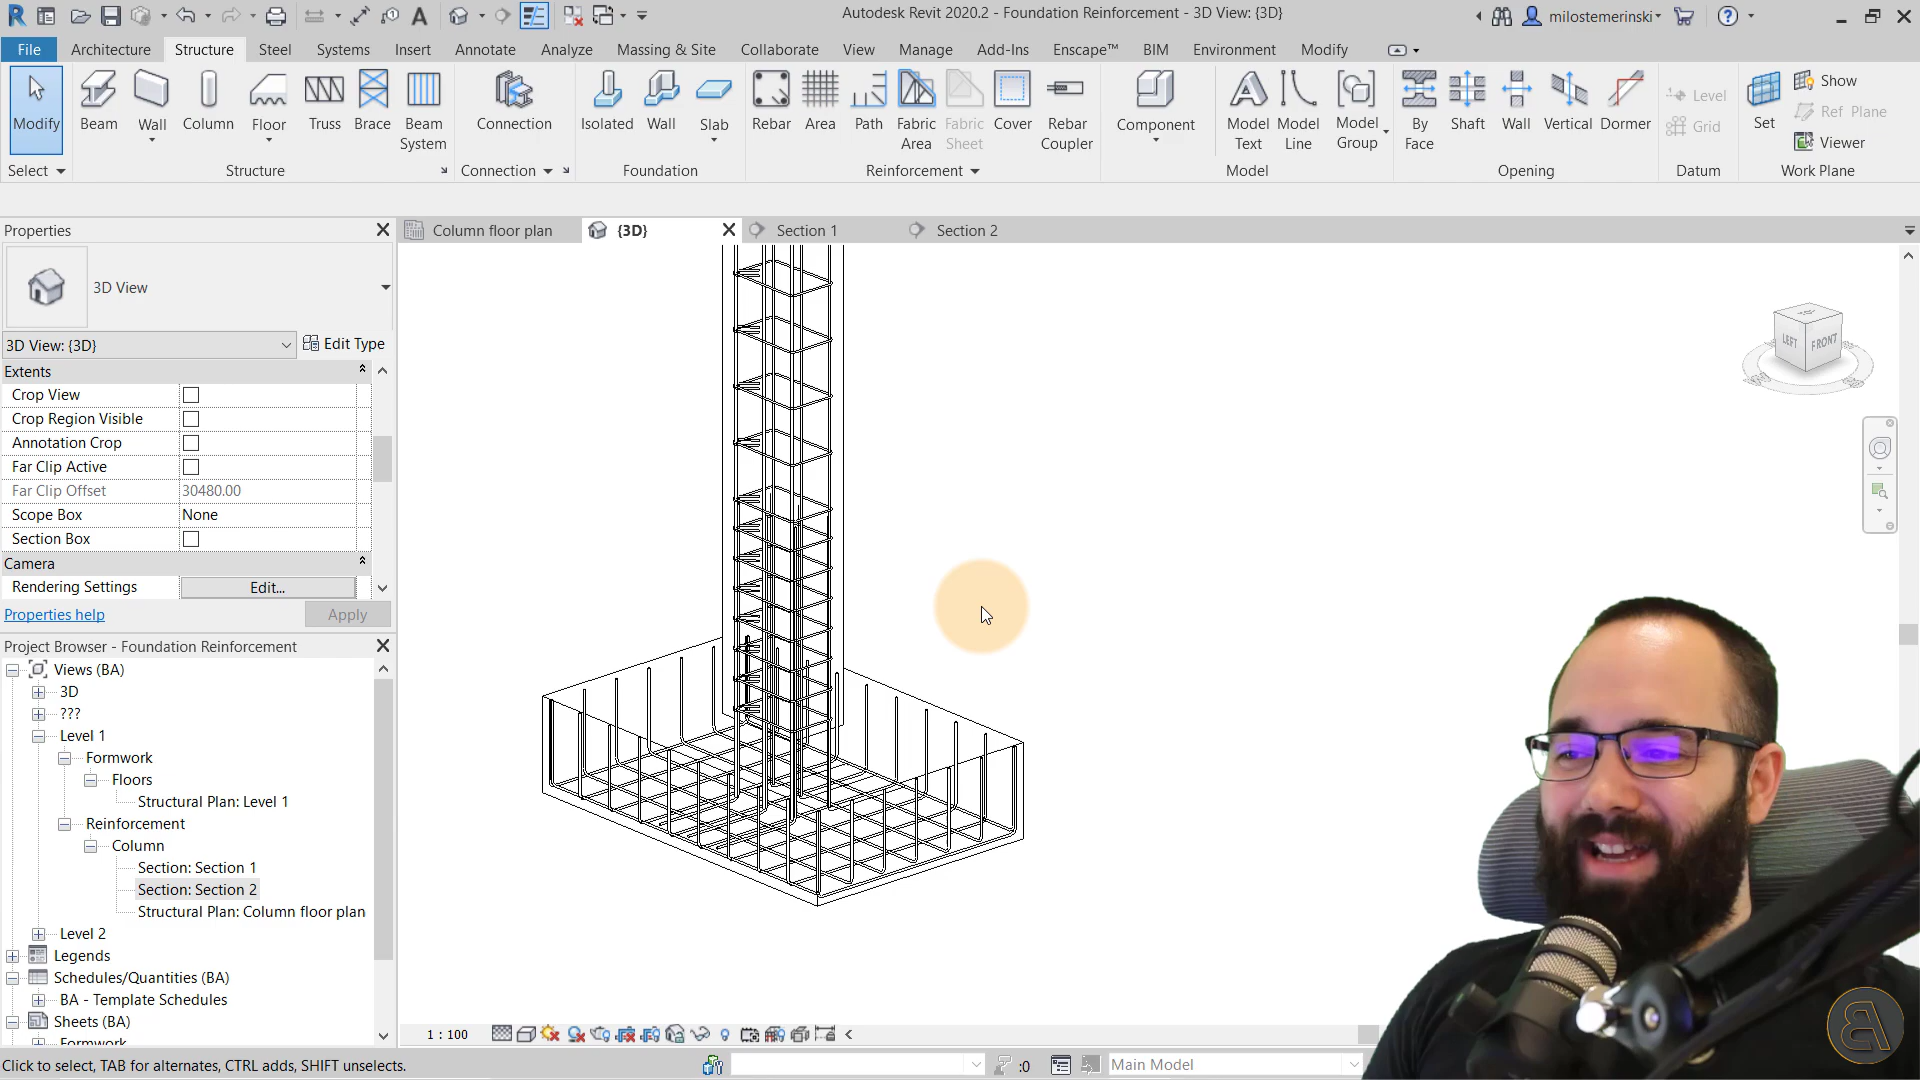 Autodesk Revit 2020.2 - Foundation Reinforcement - 3D View: {3D}
milostemerinski
File Architecture Structure Steel Systems Insert Annotate Analyze Massing & Site Collaborate View Manage Add-Ins Enscape™ BIM Environment Modify
Modify Beam Wall Column Floor Truss Brace Beam System Connection Isolated Wall Slab Rebar Area Path Fabric Area Fabric Sheet Cover Rebar Coupler Component Model Text Model Line Model Group By Face Shaft Wall Vertical Dormer Level Grid Set Show Ref Plane Viewer
Select Structure Connection Foundation Reinforcement Model Opening Datum Work Plane
Properties
Column floor plan {3D} Section 1 Section 2
3D View
3D View: {3D} Edit Type
Extents
Crop View
Crop Region Visible
Annotation Crop
Far Clip Active
Far Clip Offset 30480.00
Scope Box None
Section Box
Camera
Rendering Settings Edit...
Properties help Apply
LEFT FRONT
Project Browser - Foundation Reinforcement
Views (BA)
3D
???
Level 1
Formwork
Floors
Structural Plan: Level 1
Reinforcement
Column
Section: Section 1
Section: Section 2
Structural Plan: Column floor plan
Level 2
Legends
Schedules/Quantities (BA)
BA - Template Schedules
Sheets (BA)
Formwork
1 : 100
Click to select, TAB for alternates, CTRL adds, SHIFT unselects.
:0
Main Model